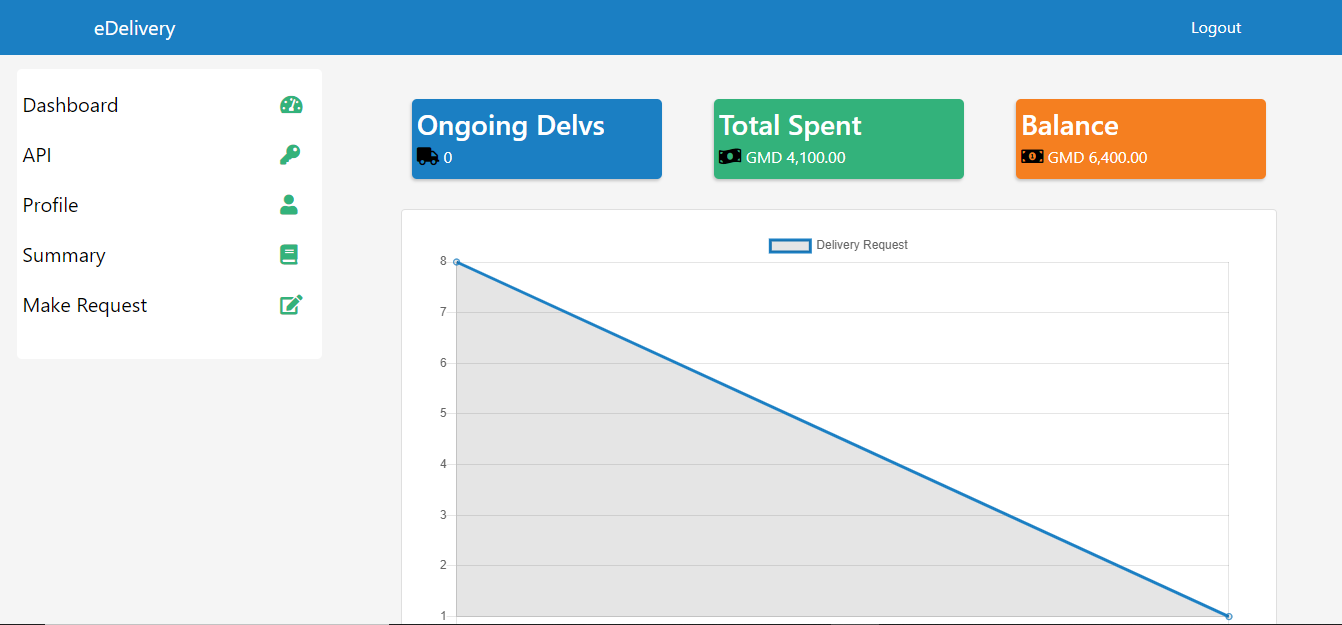 eDelivery
Logout
Dashboard
API
Profile
Summary
Make Request
Ongoing Delvs
0
Total Spent
GMD 4,100.00
Balance
GMD 6,400.00
Delivery Request
8
7
6
5
4
3
2
1